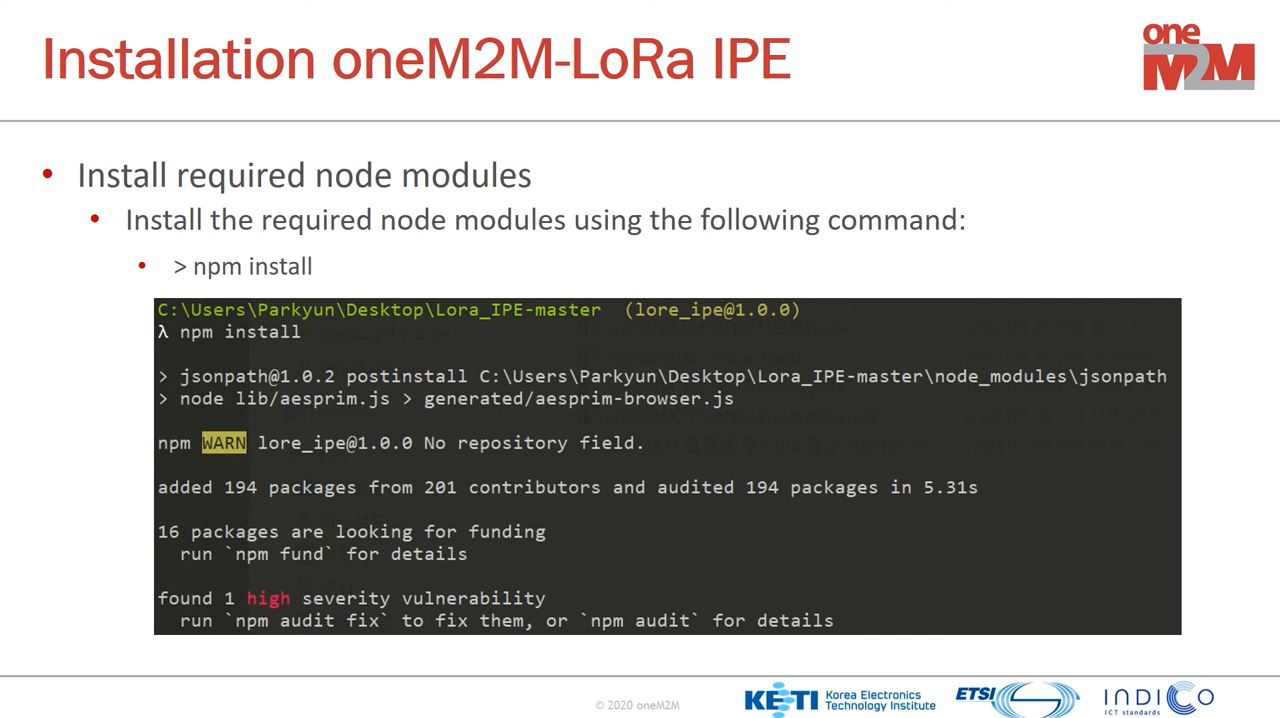 Installation oneM2M-LoRa IPE
one
M2M
• Install required node modules
• Install the required node modules using the following command:
• > npm install
C:\Users\Parkyun\Desktop\Lora_IPE-master (lore_ipe@1.0.0)
λ npm install
> jsonpath@1.0.2 postinstall C:\Users\Parkyun\Desktop\Lora_IPE-master\node_modules\jsonpath
> node lib/aesprim.js > generated/aesprim-browser.js
npm WARN lore_ipe@1.0.0 No repository field.
added 194 packages from 201 contributors and audited 194 packages in 5.31s
16 packages are looking for funding
run `npm fund` for details
found 1 high severity vulnerability
run `npm audit fix` to fix them, or `npm audit` for details
© 2020 oneM2M
KETI Korea Electronics
Technology Institute
ETSI
INDICO
ICT standards